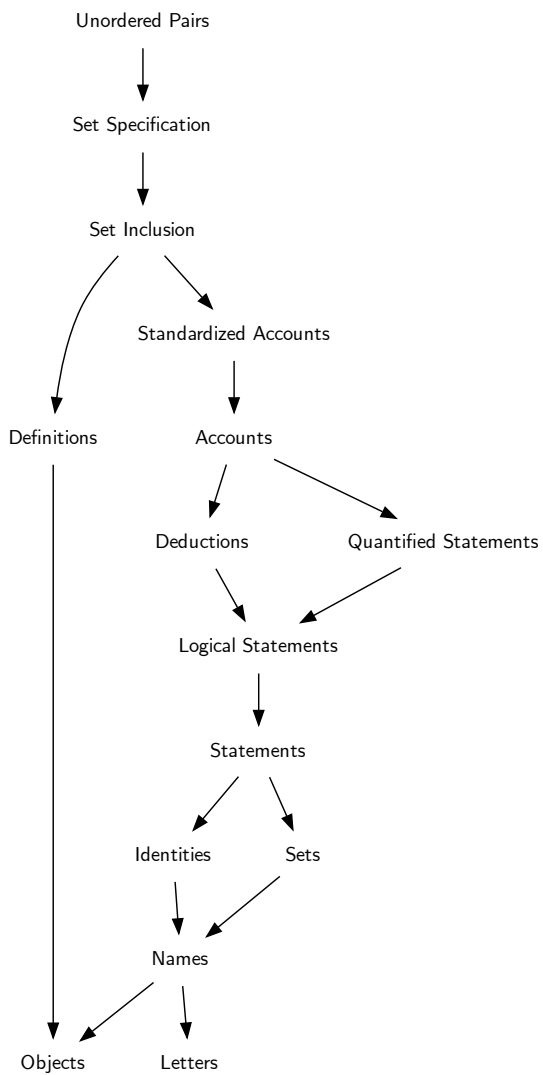 Unordered Pairs
Set Specification
Set Inclusion
Standardized Accounts
Definitions
Accounts
Deductions
Quantified Statements
Logical Statements
Statements
Identities
Sets
Names
Objects
Letters